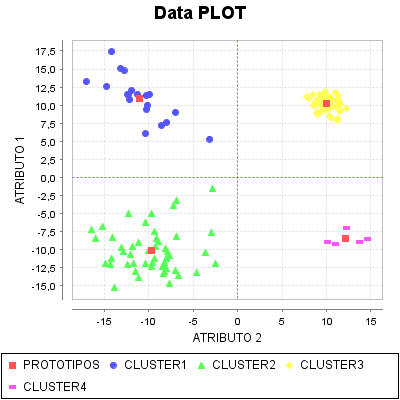 Data PLOT
17,5
15,0
12,5
10,0
7,5
5,0
2,5
0,0
-2,5
-5,0
-7,5
-10,0
-12,5
-15,0
ATRIBUTO 1
-15 -10 -5 0 5 10 15
ATRIBUTO 2
PROTOTIPOS CLUSTER1 CLUSTER2 CLUSTER3
CLUSTER4